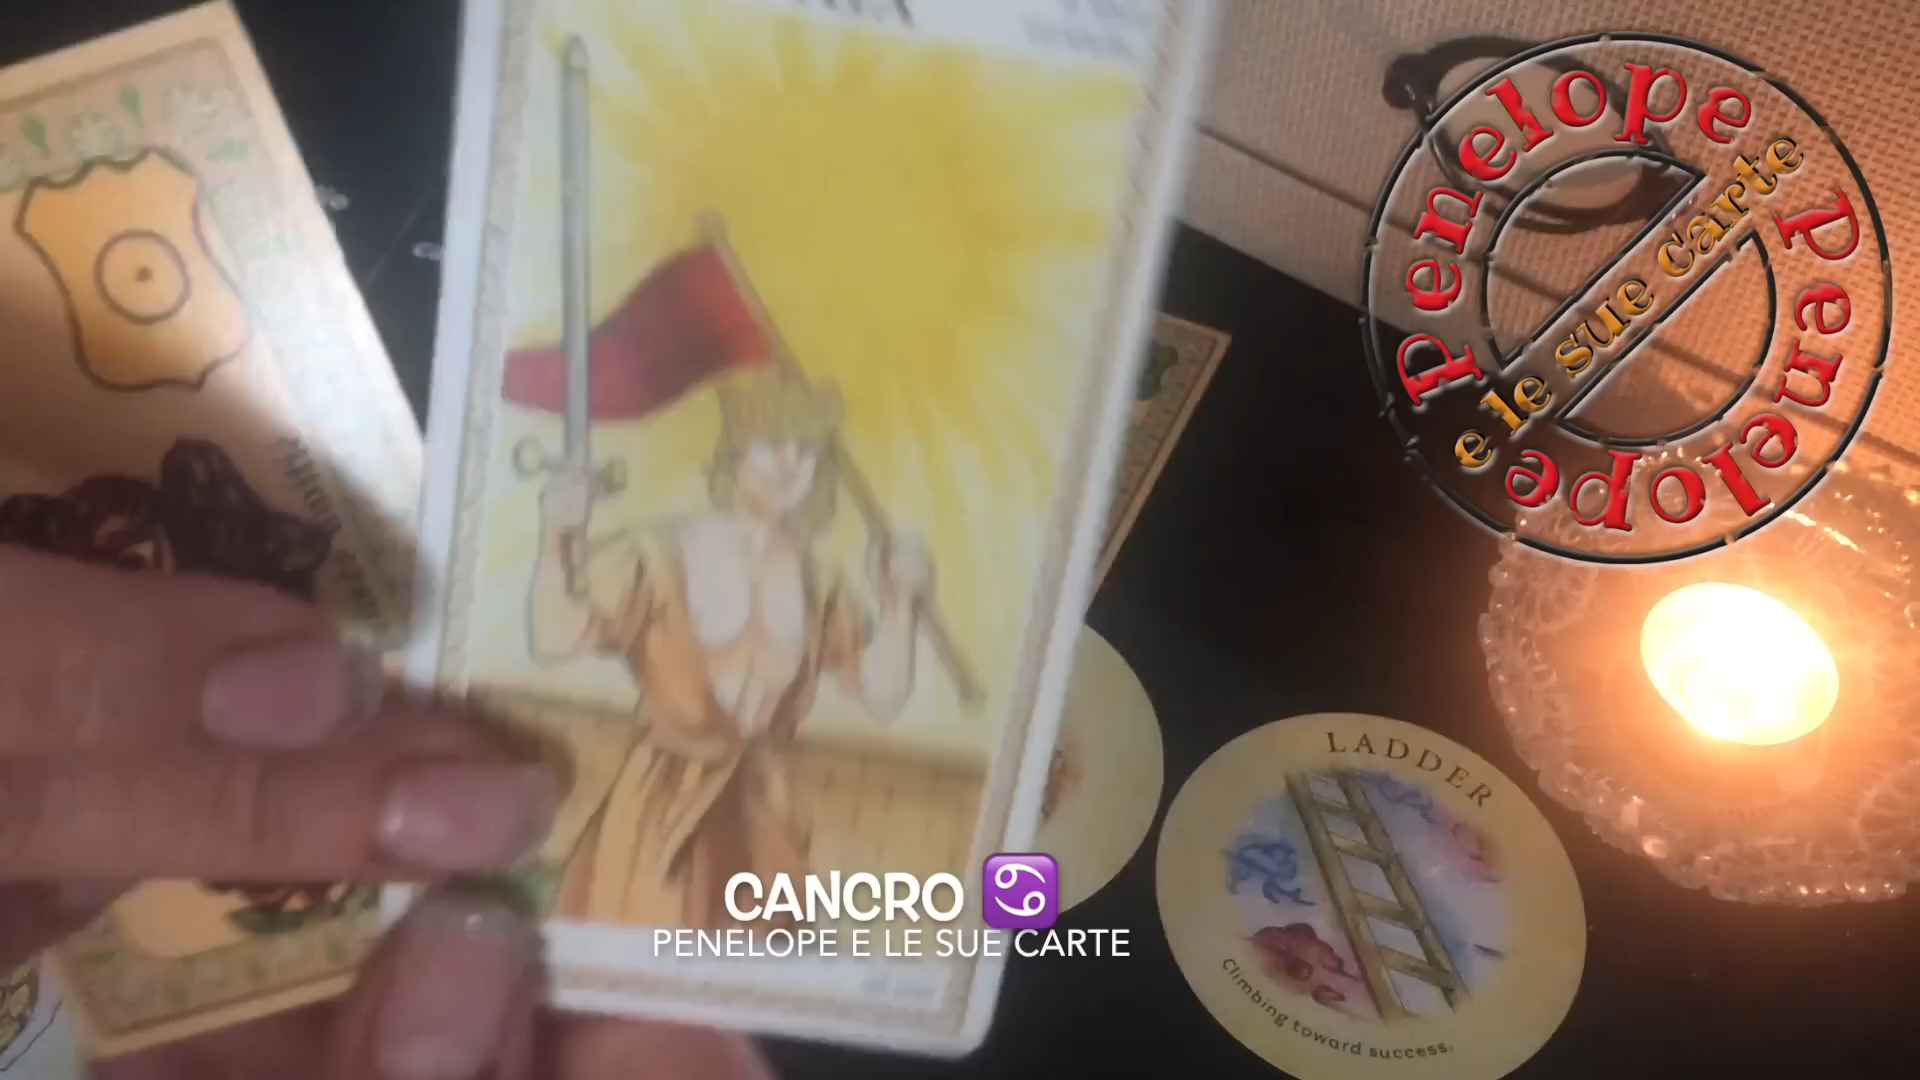 Penelope Penelope
e le sue carte
LADDER
Climbing toward success.
CANCRO ♋
PENELOPE E LE SUE CARTE